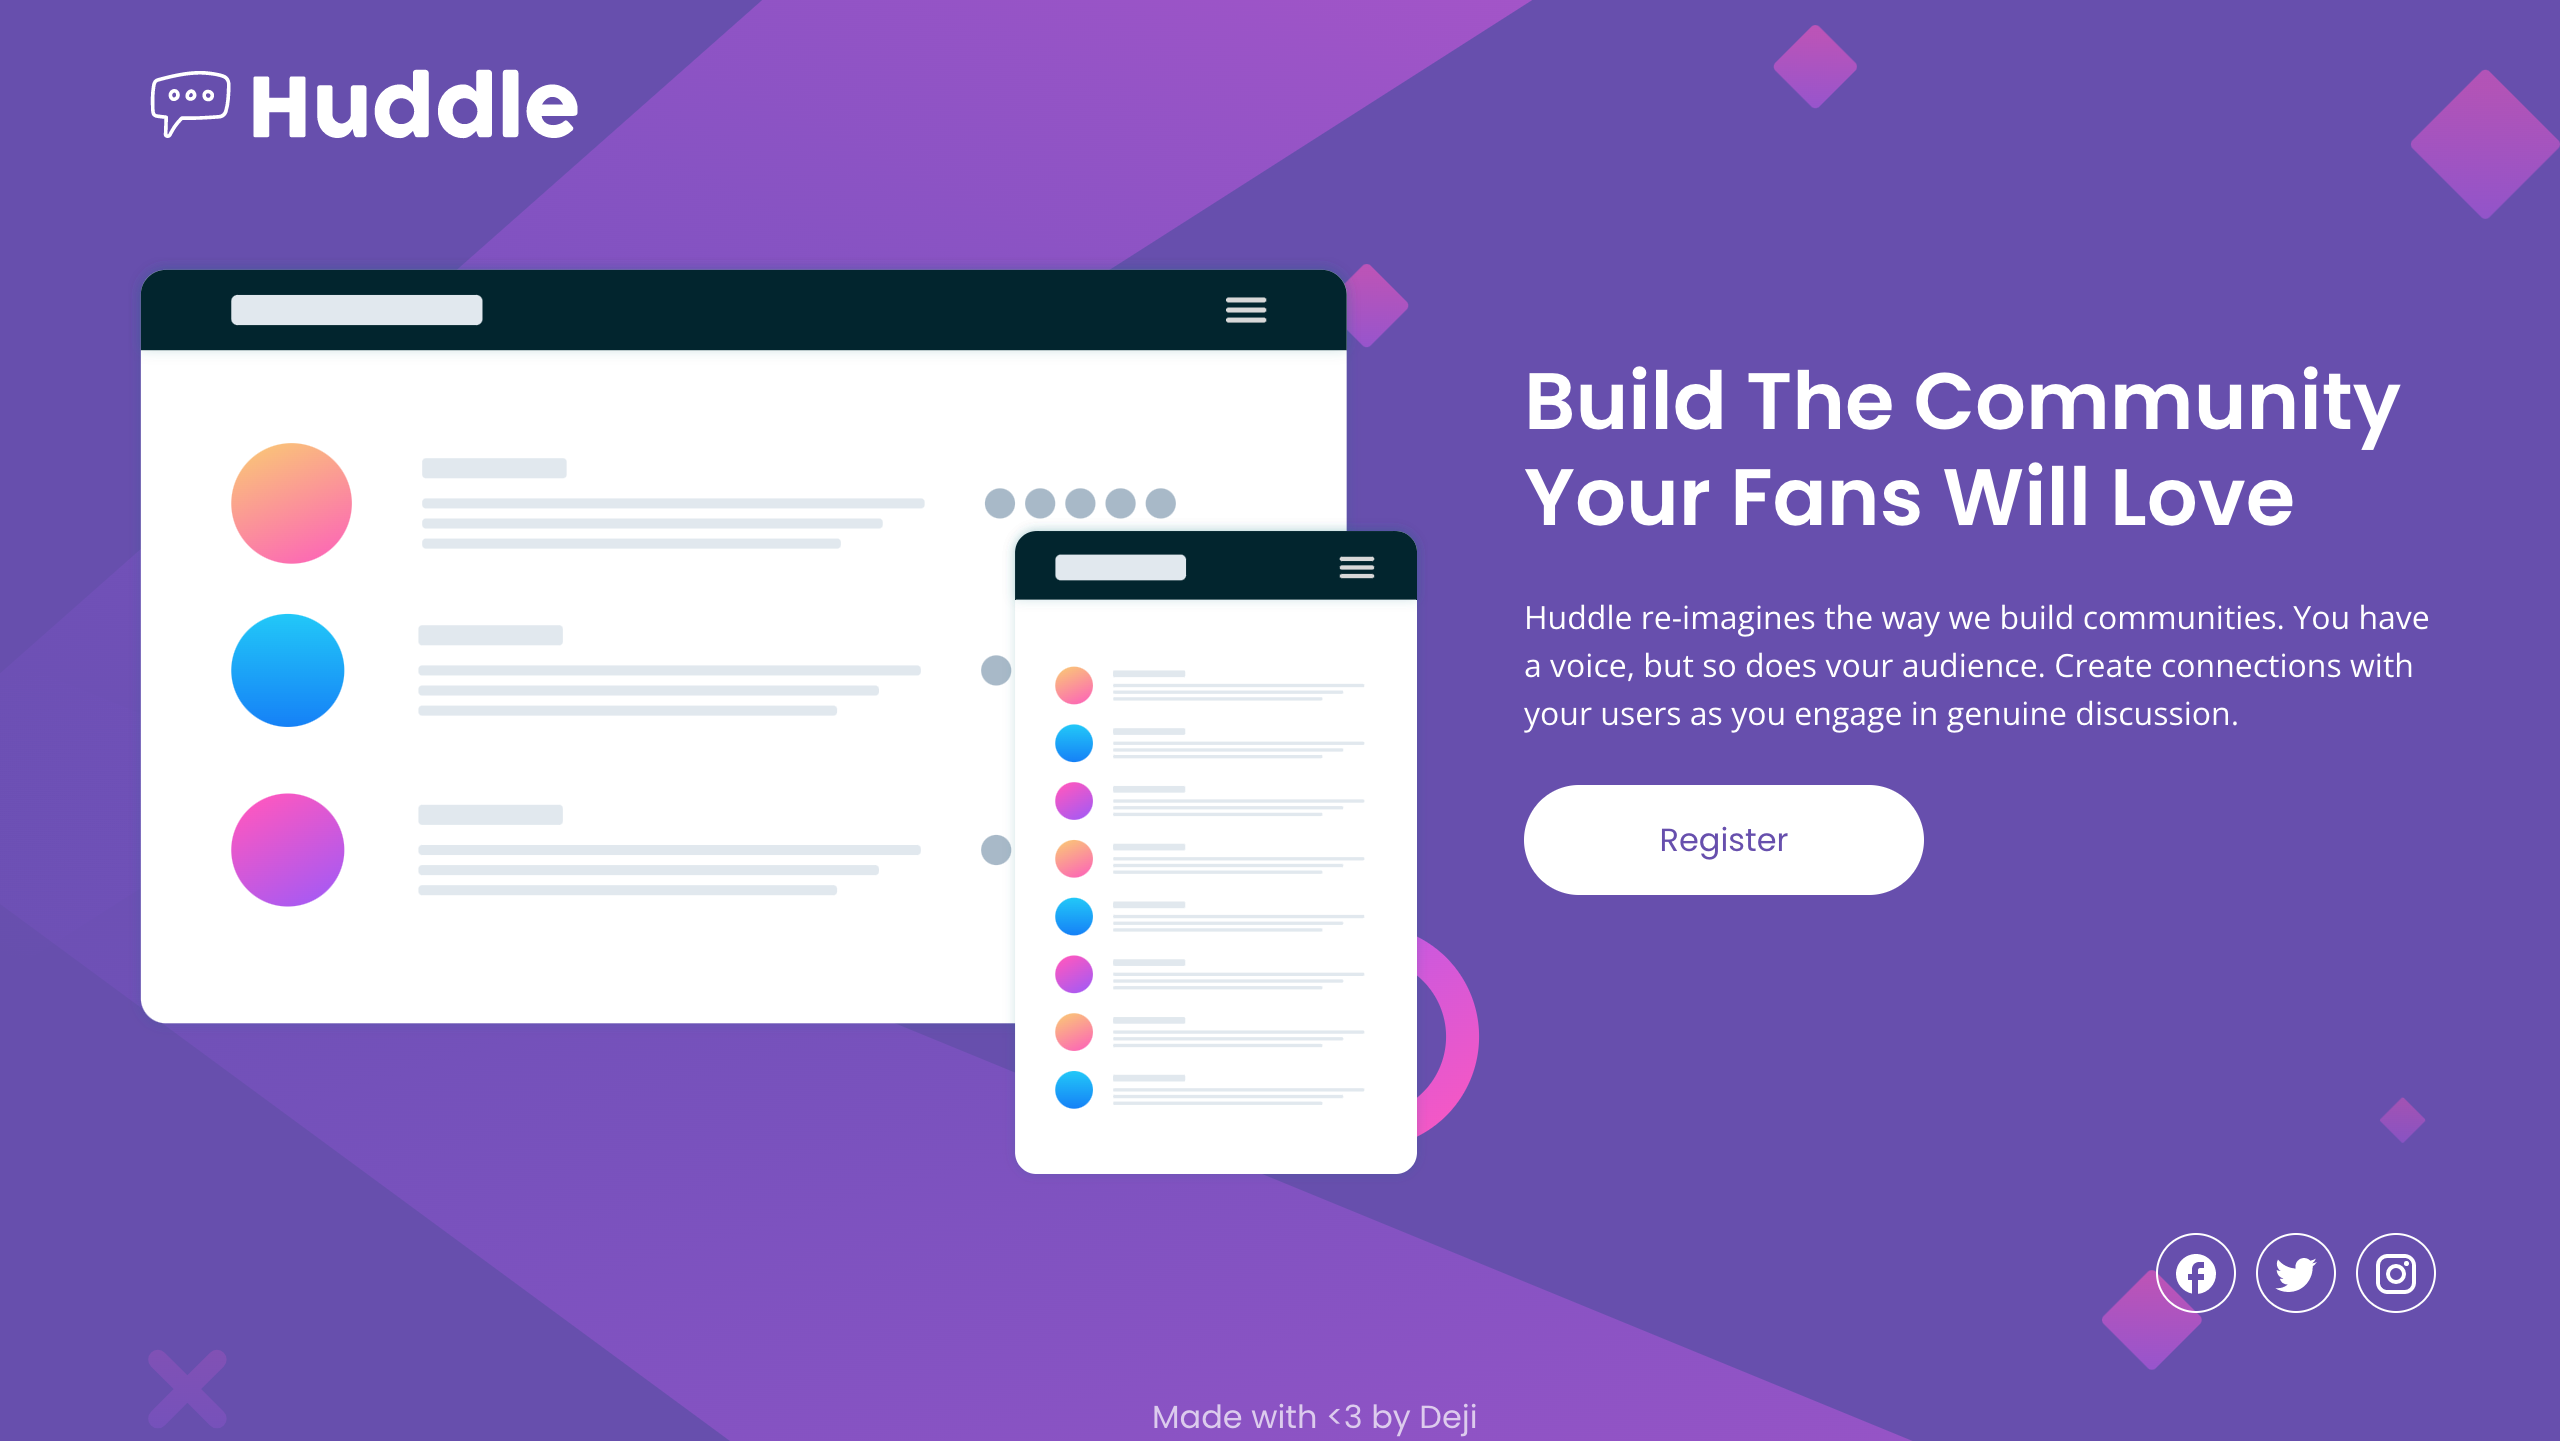 Huddle
Build The Community
Your Fans Will Love
Huddle re-imagines the way we build communities. You have
a voice, but so does vour audience. Create connections with
your users as you engage in genuine discussion.
Register
Made with <3 by Deji